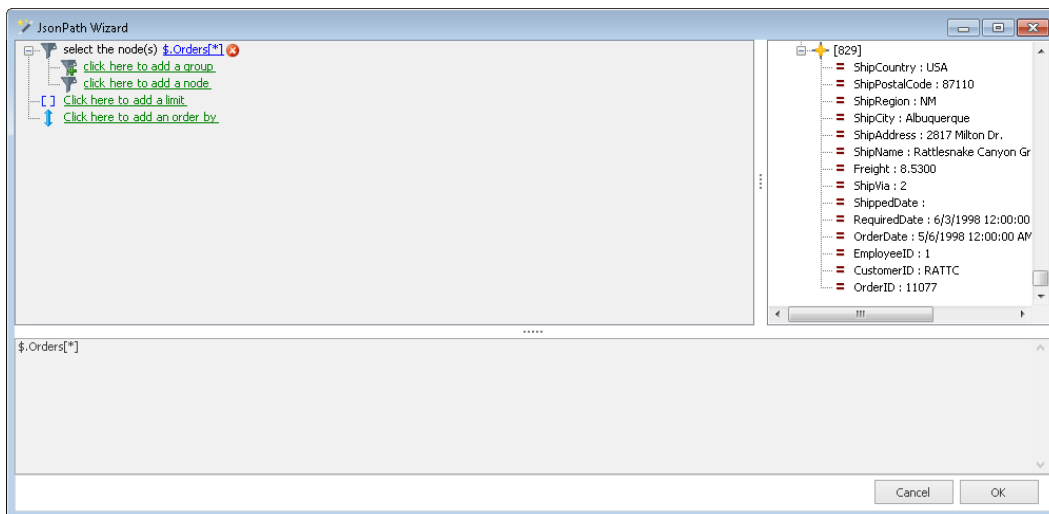 JsonPath Wizard
select the node(s) $.Orders[*]
click here to add a group
click here to add a node
Click here to add a limit
Click here to add an order by
[829]
ShipCountry : USA
ShipPostalCode : 87110
ShipRegion : NM
ShipCity : Albuquerque
ShipAddress : 2817 Milton Dr.
ShipName : Rattlesnake Canyon Gr
Freight : 8.5300
ShipVia : 2
ShippedDate :
RequiredDate : 6/3/1998 12:00:00
OrderDate : 5/6/1998 12:00:00 AM
EmployeeID : 1
CustomerID : RATTC
OrderID : 11077
$.Orders[*]
Cancel
OK